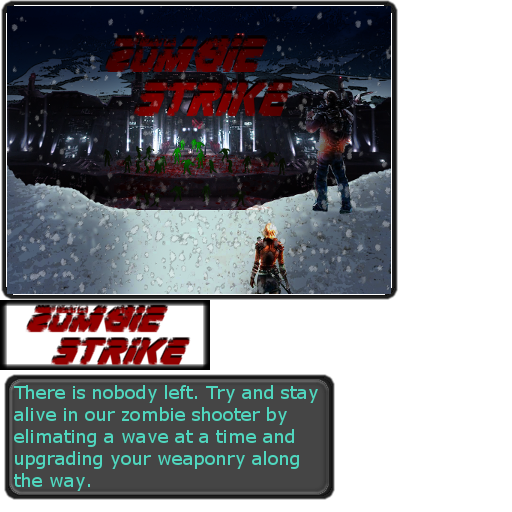 ZOMBIE
STRIKE
ZOMBIE
STRIKE
There is nobody left. Try and stay
alive in our zombie shooter by
elimating a wave at a time and
upgrading your weaponry along
the way.